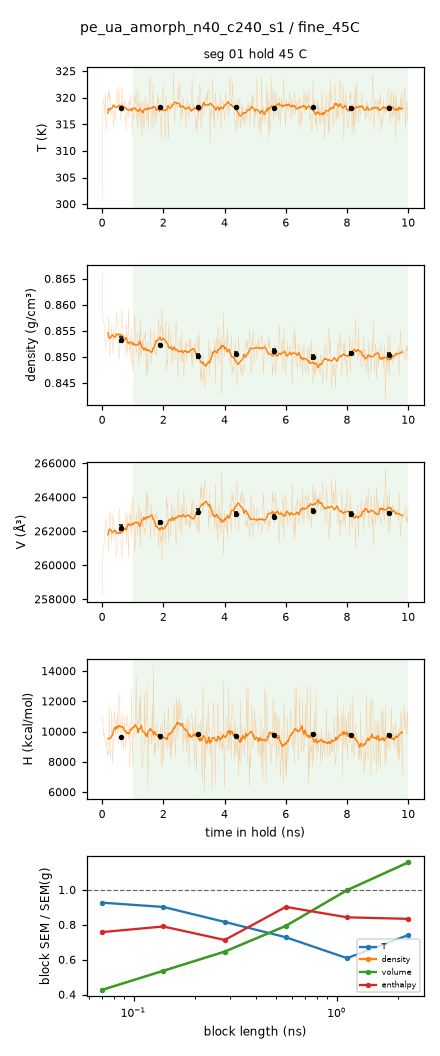 pe_ua_amorph_n40_c240_s1 / fine_45C
seg 01 hold 45 C
325
320
315
310
305
300
T (K)
0 2 4 6 8 10
0.865
0.860
0.855
0.850
0.845
density (g/cm³)
0 2 4 6 8 10
266000
264000
262000
260000
258000
V (Å³)
0 2 4 6 8 10
14000
12000
10000
8000
6000
H (kcal/mol)
0 2 4 6 8 10
time in hold (ns)
1.0
0.8
0.6
0.4
block SEM / SEM(g)
T
density
volume
enthalpy
10⁻¹ 10⁰
block length (ns)